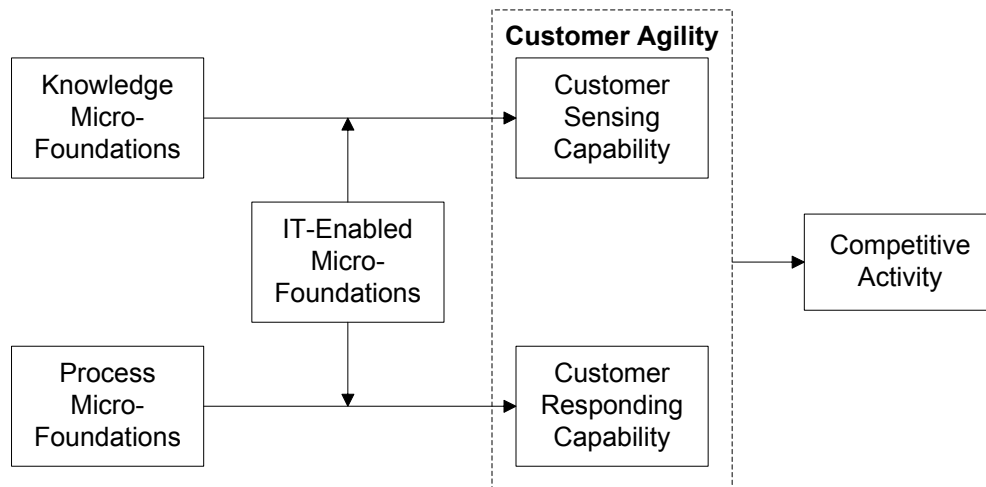 Customer Agility
Knowledge
Micro-
Foundations
Customer
Sensing
Capability
IT-Enabled
Micro-
Foundations
Competitive
Activity
Process
Micro-
Foundations
Customer
Responding
Capability